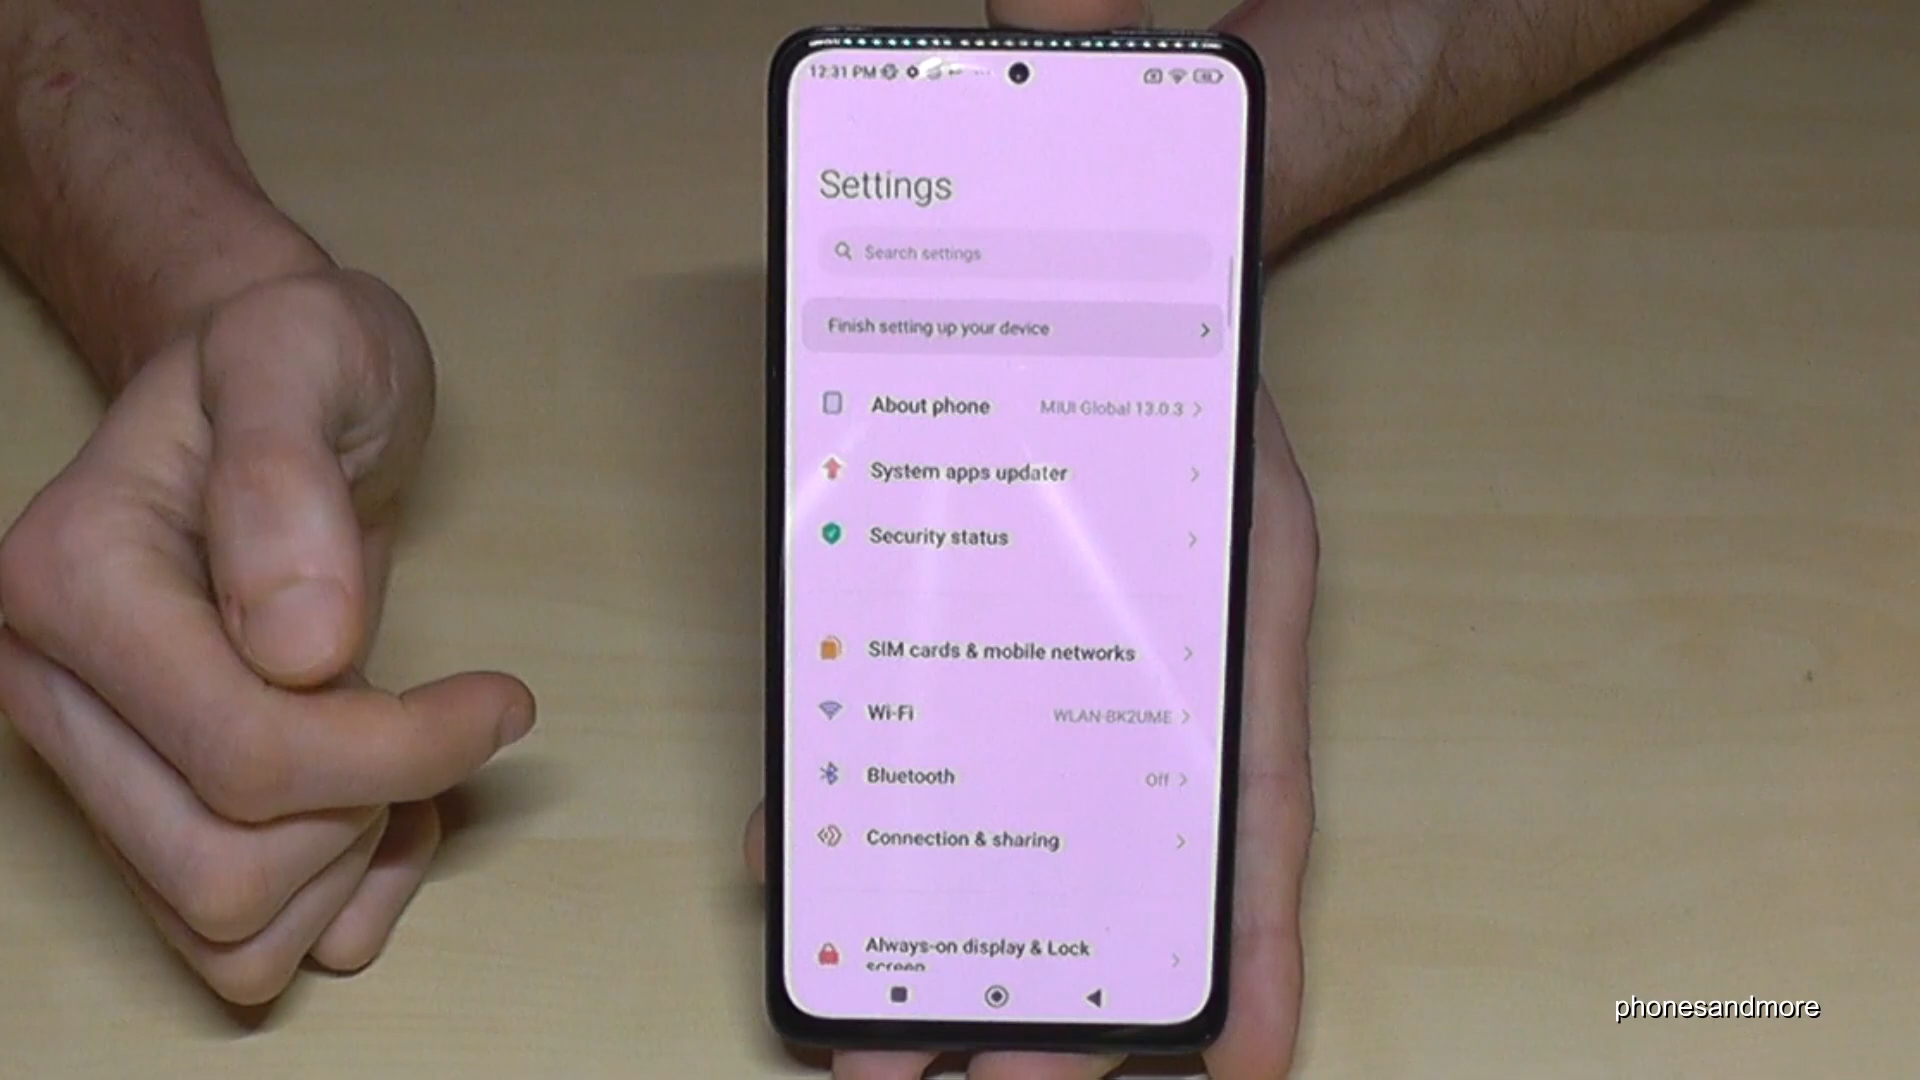 12:31 PM
Settings
Search settings
Finish setting up your device
About phone MIUI Global 13.0.3
System apps updater
Security status
SIM cards & mobile networks
Wi-Fi WLAN-BK2UME
Bluetooth Off
Connection & sharing
Always-on display & Lock
screen
phonesandmore